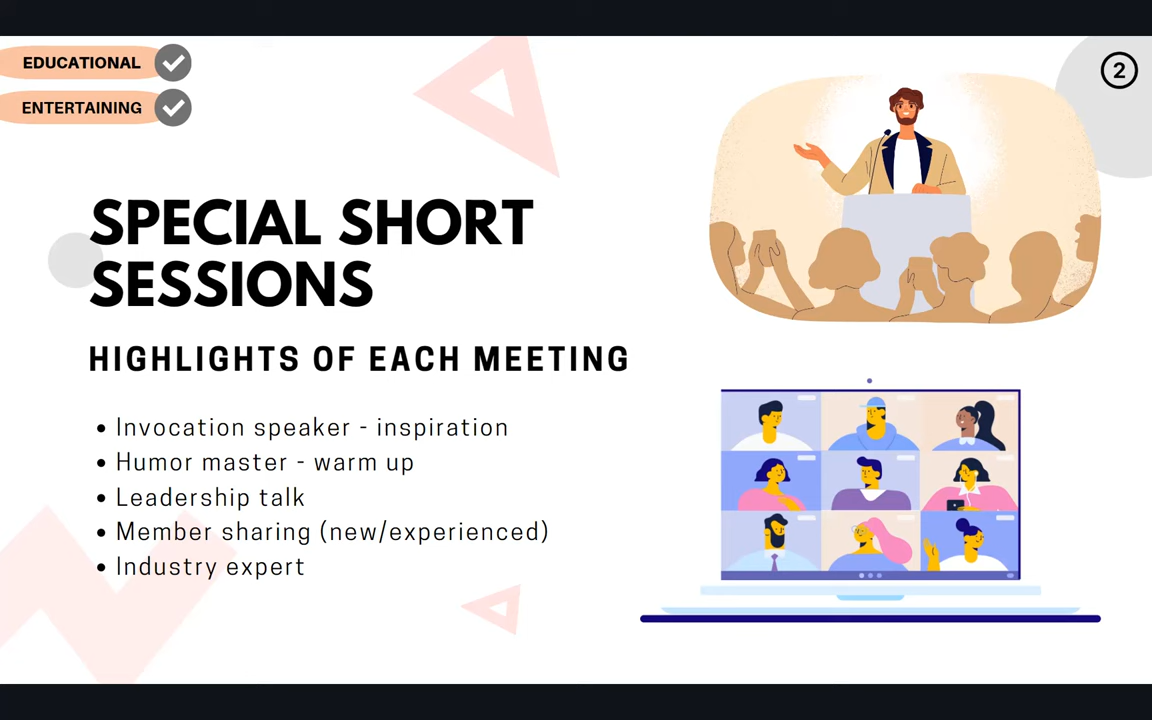 EDUCATIONAL
ENTERTAINING
2
SPECIAL SHORT
SESSIONS
HIGHLIGHTS OF EACH MEETING
• Invocation speaker - inspiration
• Humor master - warm up
• Leadership talk
• Member sharing (new/experienced)
• Industry expert